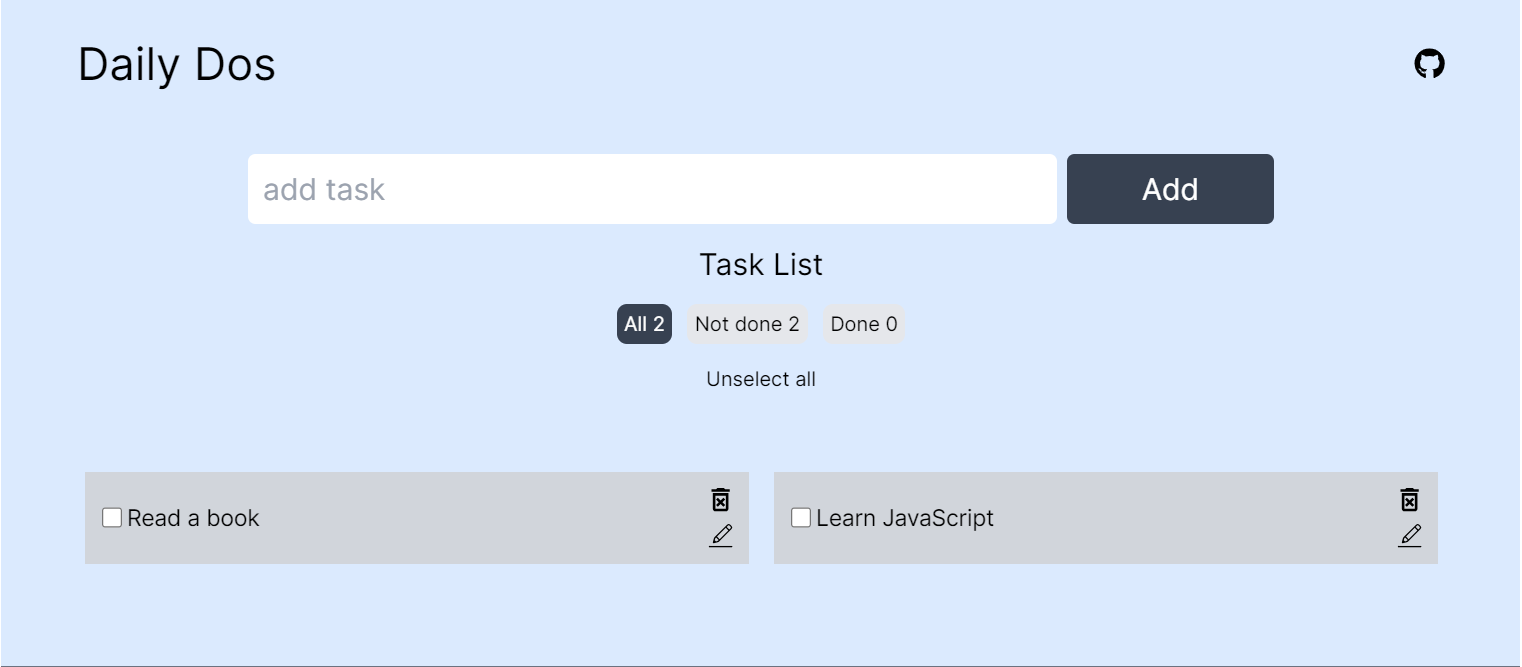 Daily Dos
add task
Add
Task List
All 2 Not done 2 Done 0
Unselect all
Read a book
Learn JavaScript